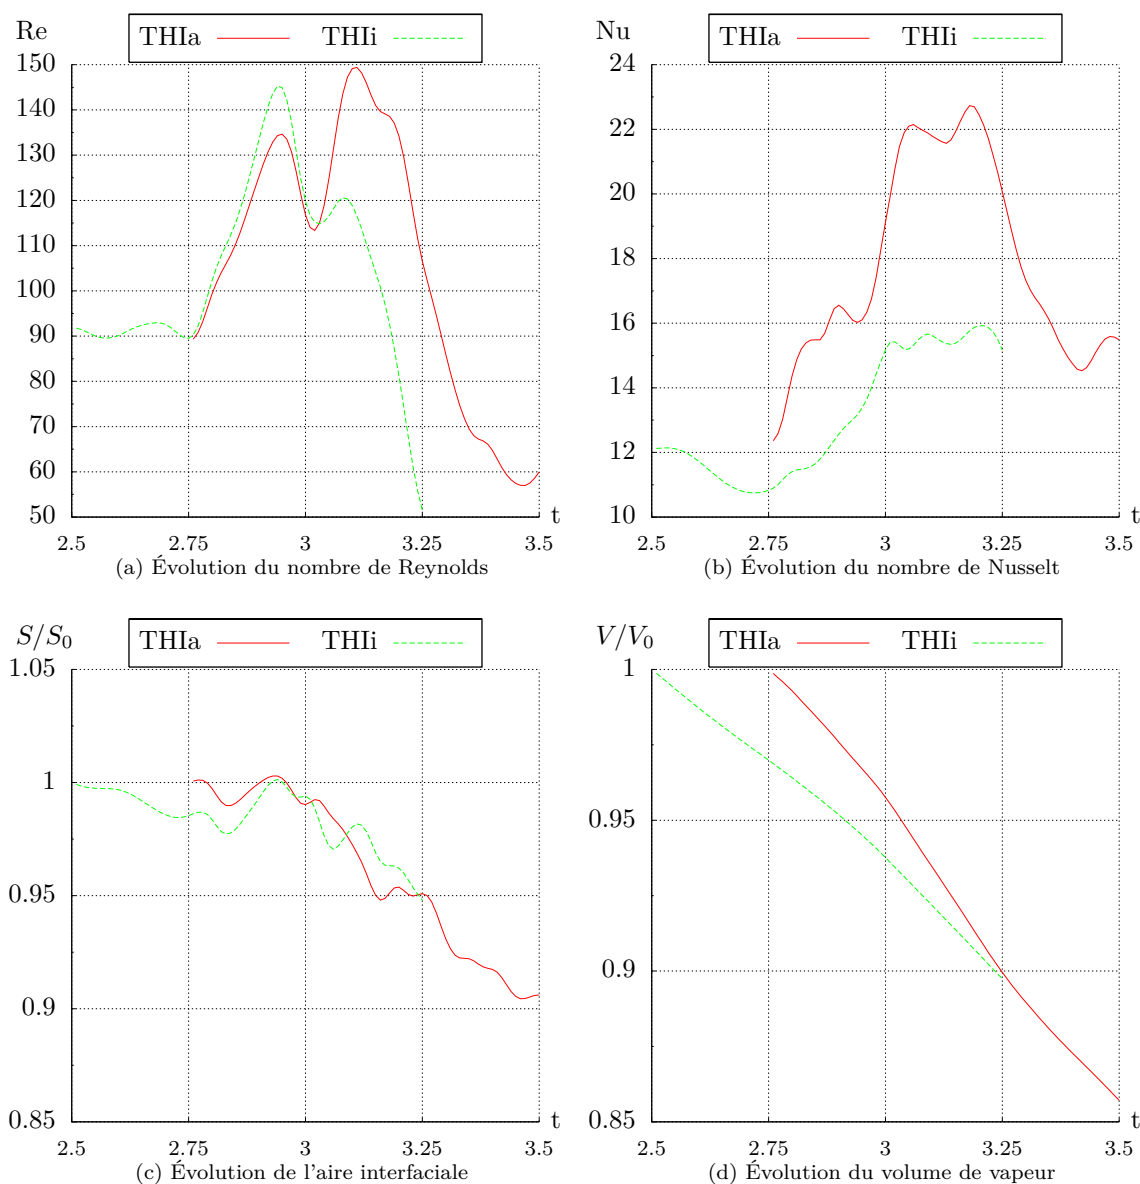 Re
THIa THIi
150
140
130
120
110
100
90
80
70
60
50
2.5 2.75 3 3.25 3.5
t
(a) Évolution du nombre de Reynolds
Nu
THIa THIi
24
22
20
18
16
14
12
10
2.5 2.75 3 3.25 3.5
t
(b) Évolution du nombre de Nusselt
S/S₀
THIa THIi
1.05
1
0.95
0.9
0.85
2.5 2.75 3 3.25 3.5
t
(c) Évolution de l'aire interfaciale
V/V₀
THIa THIi
1
0.95
0.9
0.85
2.5 2.75 3 3.25 3.5
t
(d) Évolution du volume de vapeur